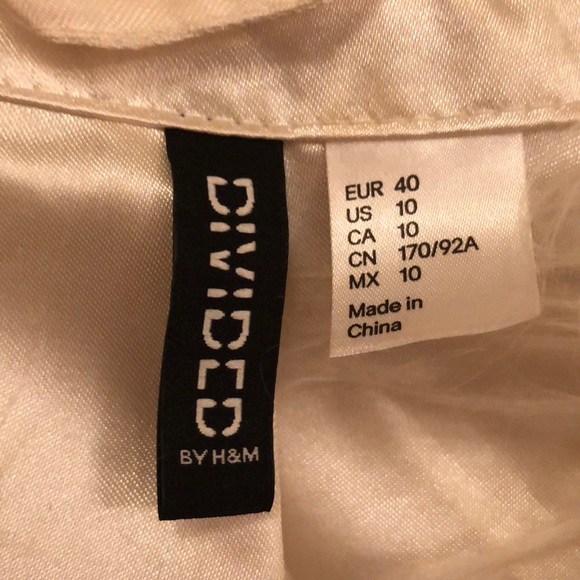 DIVIDED
BY H&M
EUR 40
US 10
CA 10
CN 170/92A
MX 10
Made in
China